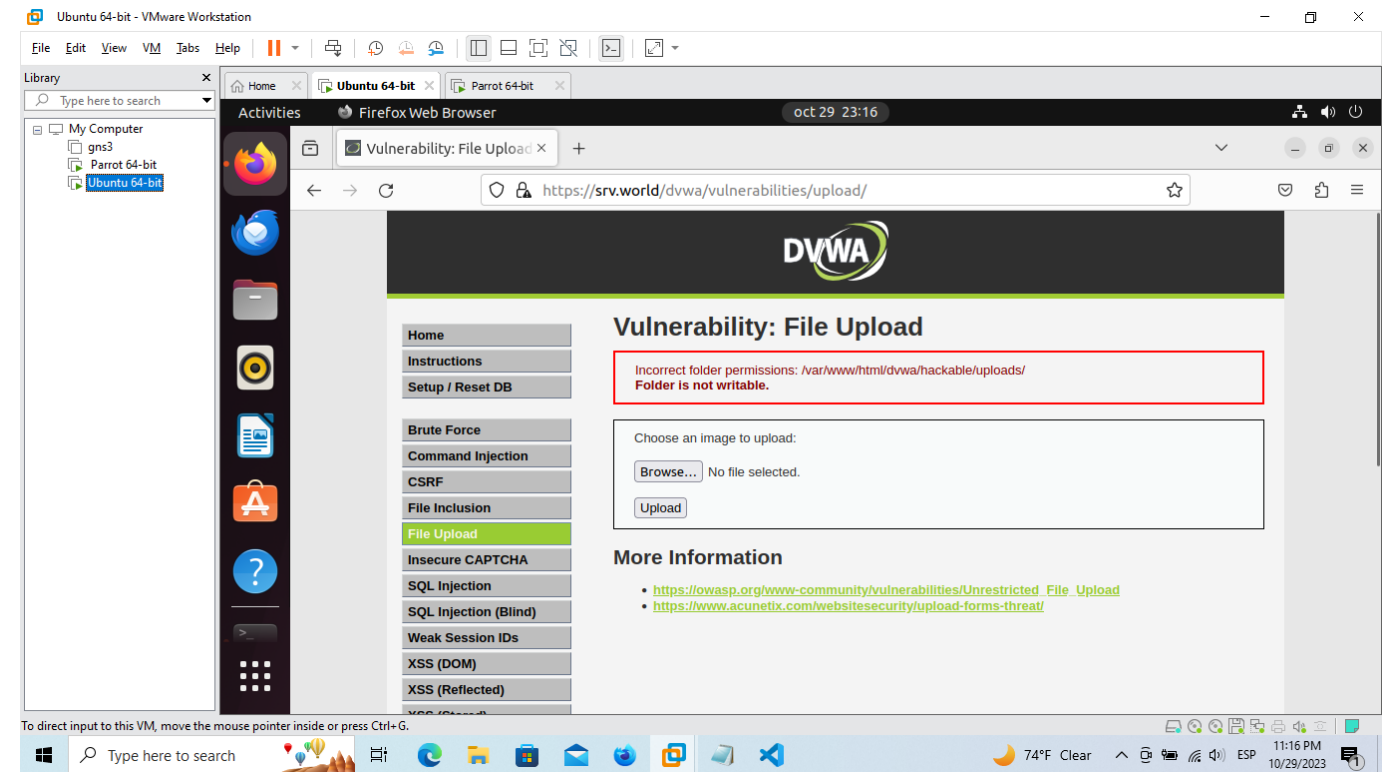 Ubuntu 64-bit - VMware Workstation
File Edit View VM Tabs Help
Library
Type here to search
My Computer
gns3
Parrot 64-bit
Ubuntu 64-bit
Home
Ubuntu 64-bit
Parrot 64-bit
Activities Firefox Web Browser oct 29 23:16
Vulnerability: File Upload
https://srv.world/dvwa/vulnerabilities/upload/
DVWA
Home
Instructions
Setup / Reset DB
Brute Force
Command Injection
CSRF
File Inclusion
File Upload
Insecure CAPTCHA
SQL Injection
SQL Injection (Blind)
Weak Session IDs
XSS (DOM)
XSS (Reflected)
XSS (Stored)
Vulnerability: File Upload
Incorrect folder permissions: /var/www/html/dvwa/hackable/uploads/
Folder is not writable.
Choose an image to upload:
Browse... No file selected.
Upload
More Information
https://owasp.org/www-community/vulnerabilities/Unrestricted_File_Upload
https://www.acunetix.com/websitesecurity/upload-forms-threat/
To direct input to this VM, move the mouse pointer inside or press Ctrl+G.
Type here to search
74°F Clear
ESP
11:16 PM
10/29/2023
1